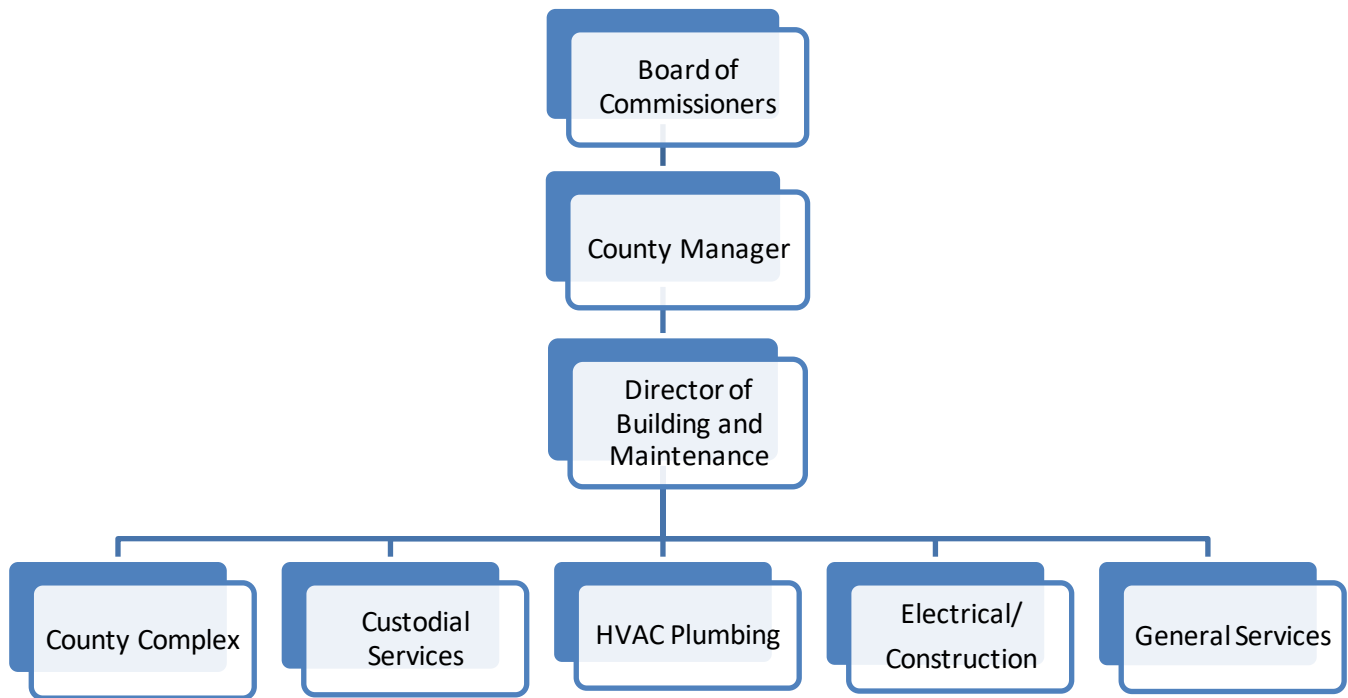 Board of
Commissioners
County Manager
Director of
Building and
Maintenance
County Complex
Custodial
Services
HVAC Plumbing
Electrical/
Construction
General Services